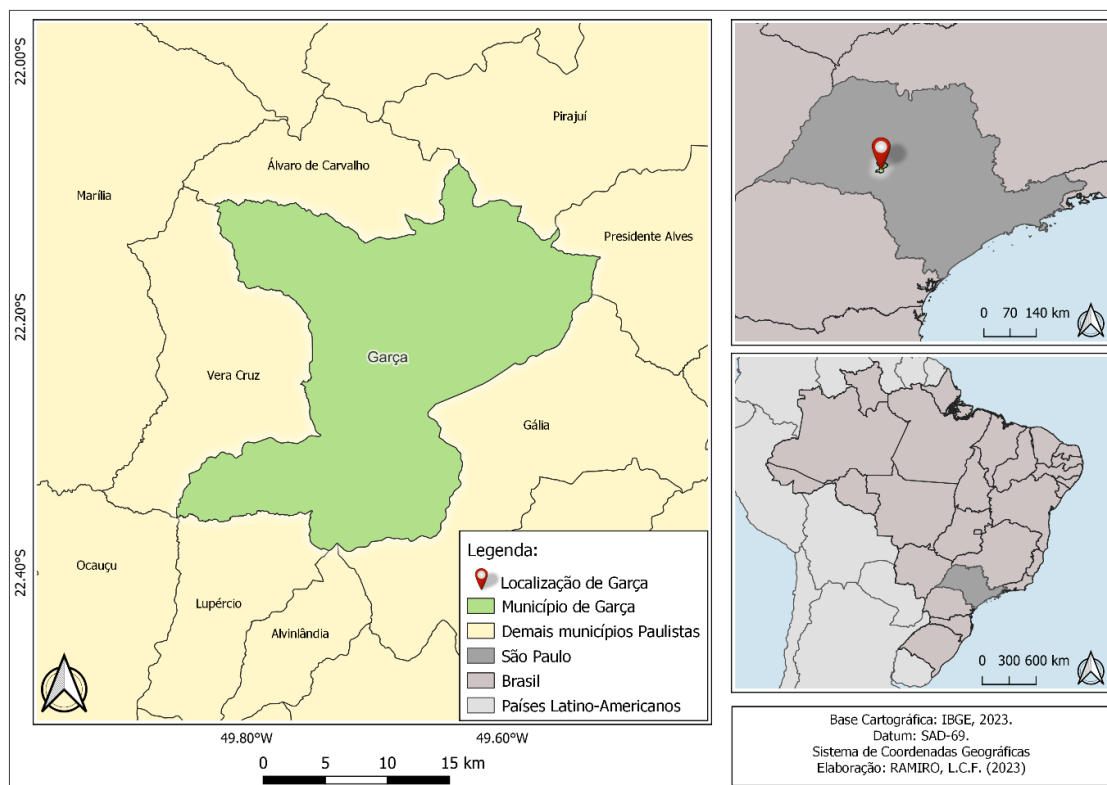 22.00°S
22.20°S
22.40°S
Pirajuí
Álvaro de Carvalho
Marília
Presidente Alves
Garça
Vera Cruz
Gália
Ocauçu
Lupércio
Alvinlândia
Legenda:
Localização de Garça
Município de Garça
Demais municípios Paulistas
São Paulo
Brasil
Países Latino-Americanos
49.80°W
49.60°W
0 5 10 15 km
0 70 140 km
0 300 600 km
Base Cartográfica: IBGE, 2023.
Datum: SAD-69.
Sistema de Coordenadas Geográficas
Elaboração: RAMIRO, L.C.F. (2023)